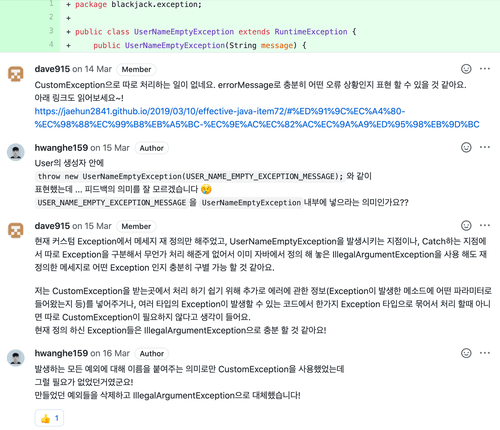 1 + package blackjack.exception;
2 +
3 + public class UserNameEmptyException extends RuntimeException {
4 + public UserNameEmptyException(String message) {
dave915 on 14 Mar Member
CustomException으로 따로 처리하는 일이 없네요. errorMessage로 충분히 어떤 오류 상황인지 표현 할 수 있을 것 같아요.
아래 링크도 읽어보세요~!
https://jaehun2841.github.io/2019/03/10/effective-java-item72/#%ED%91%9C%EC%A4%80-
%EC%98%88%EC%99%B8%EB%A5%BC-%EC%9E%AC%EC%82%AC%EC%9A%A9%ED%95%98%EB%9D%BC
hwanghe159 on 15 Mar Author
User의 생성자 안에
throw new UserNameEmptyException(USER_NAME_EMPTY_EXCEPTION_MESSAGE); 와 같이
표현했는데 ... 피드백의 의미를 잘 모르겠습니다 😢
USER_NAME_EMPTY_EXCEPTION_MESSAGE 을 UserNameEmptyException 내부에 넣으라는 의미인가요??
dave915 on 15 Mar Member
현재 커스텀 Exception에서 메세지 재 정의만 해주었고, UserNameEmptyException을 발생시키는 지점이나, Catch하는 지점에
서 따로 Exception을 구분해서 무언가 처리 해준게 없어서 이미 자바에서 정의 해 놓은 IllegalArgumentException을 사용 해도 재
정의한 메세지로 어떤 Exception 인지 충분히 구별 가능 할 것 같아요.
저는 CustomException을 받는곳에서 처리 하기 쉽기 위해 추가로 에러에 관한 정보(Exception이 발생한 메소드에 어떤 파라미터로
들어왔는지 등)를 넣어주거나, 여러 타입의 Exception이 발생할 수 있는 코드에서 한가지 Exception 타입으로 묶어서 처리 할때 아니
면 따로 CustomException이 필요하지 않다고 생각이 들어요.
현재 정의 하신 Exception들은 IllegalArgumentException으로 충분 할 것 같아요!
hwanghe159 on 16 Mar Author
발생하는 모든 예외에 대해 이름을 붙여주는 의미로만 CustomException을 사용했었는데
그럴 필요가 없었던거였군요!
만들었던 예외들을 삭제하고 IllegalArgumentException으로 대체했습니다!
👍 1